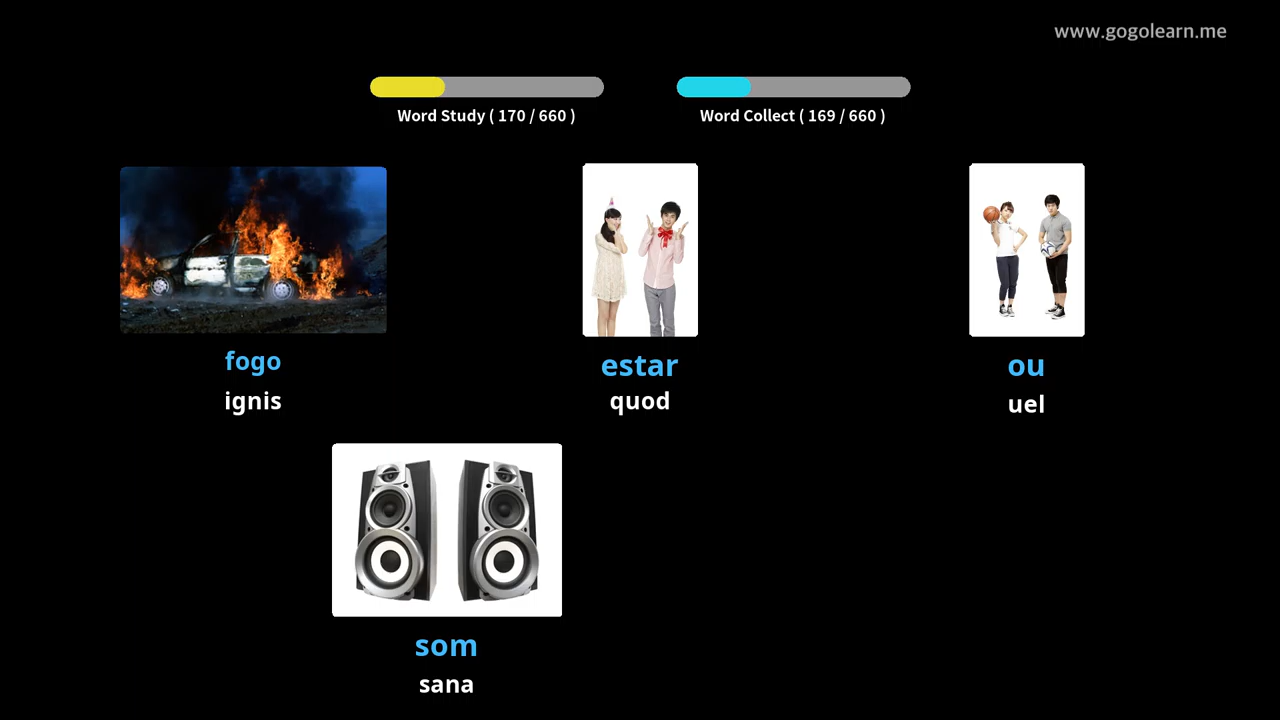 www.gogolearn.me
Word Study ( 170 / 660 )
Word Collect ( 169 / 660 )
fogo
ignis
estar
quod
ou
uel
som
sana